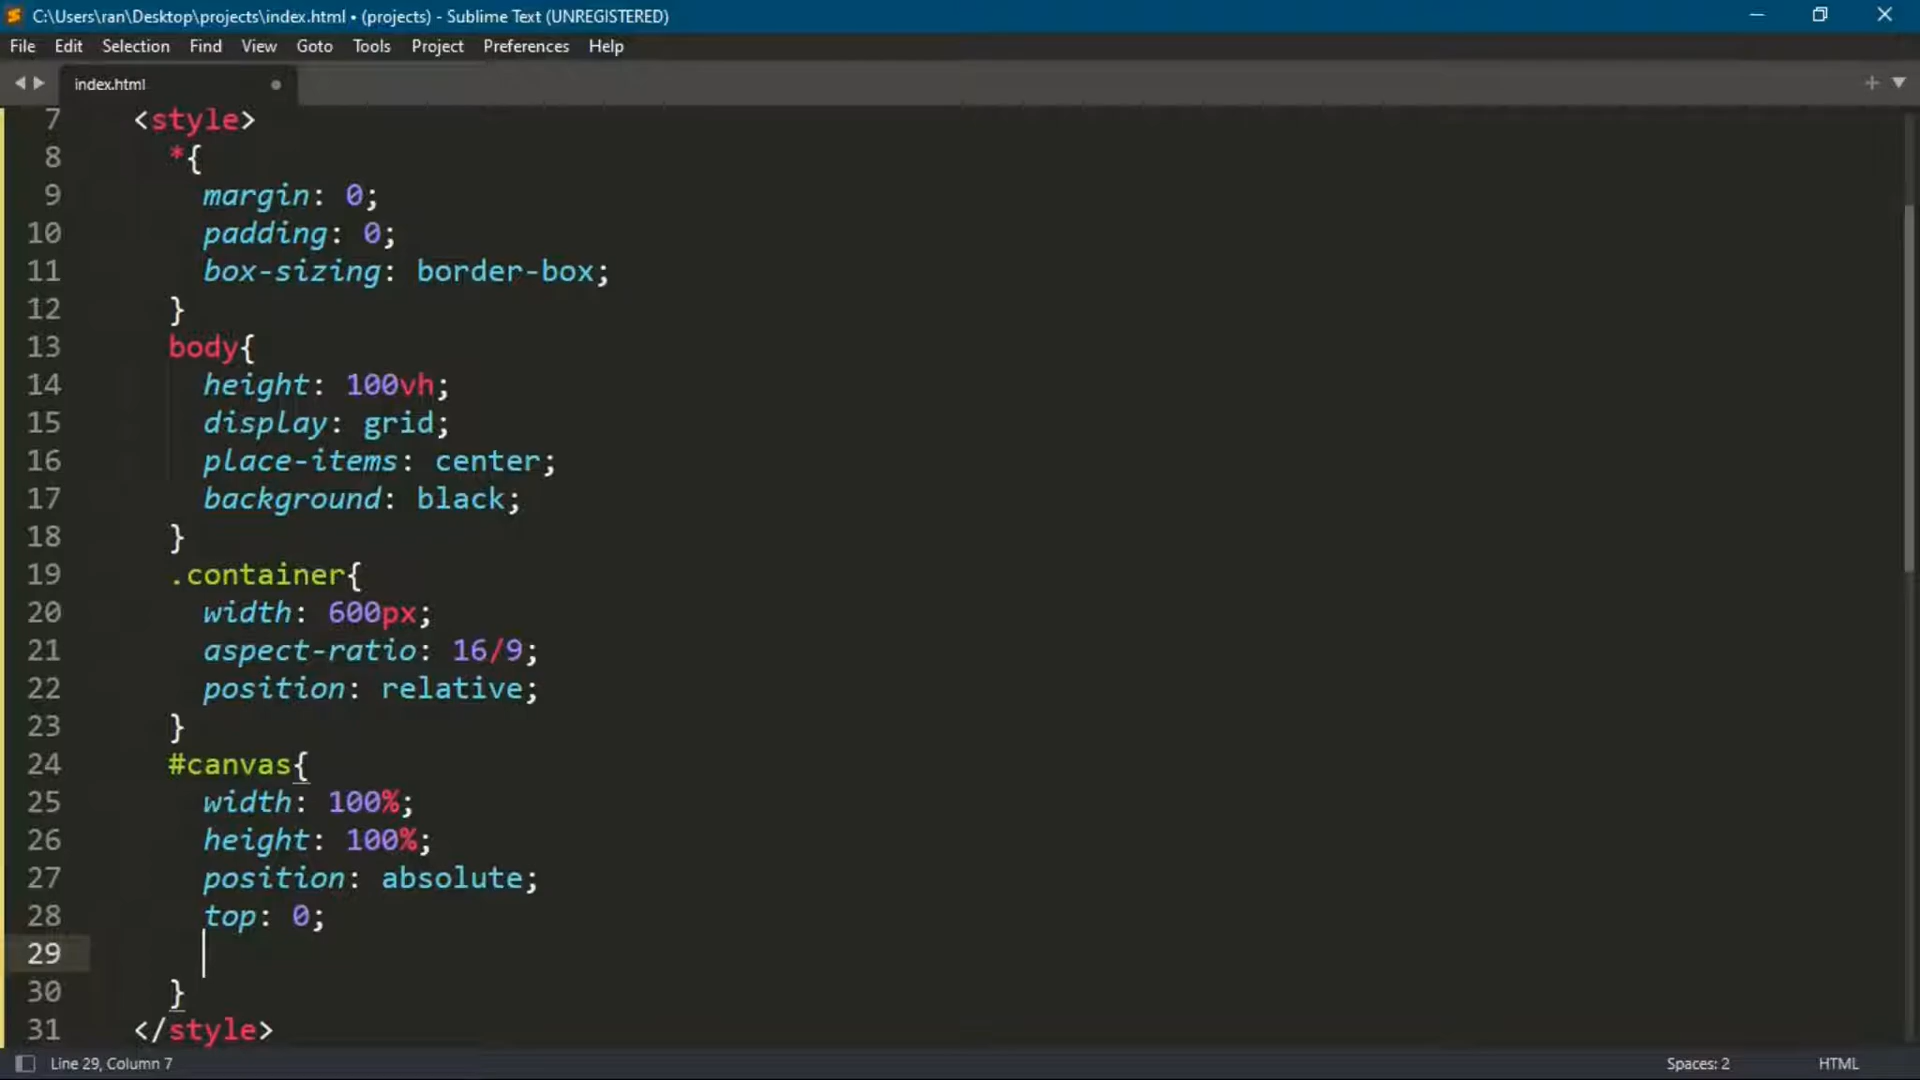 C:\Users\ran\Desktop\projects\index.html • (projects) - Sublime Text (UNREGISTERED)
File Edit Selection Find View Goto Tools Project Preferences Help
index.html
7 <style>
8 *{
9 margin: 0;
10 padding: 0;
11 box-sizing: border-box;
12 }
13 body{
14 height: 100vh;
15 display: grid;
16 place-items: center;
17 background: black;
18 }
19 .container{
20 width: 600px;
21 aspect-ratio: 16/9;
22 position: relative;
23 }
24 #canvas{
25 width: 100%;
26 height: 100%;
27 position: absolute;
28 top: 0;
29
30 }
31 </style>
Line 29, Column 7 Spaces: 2 HTML